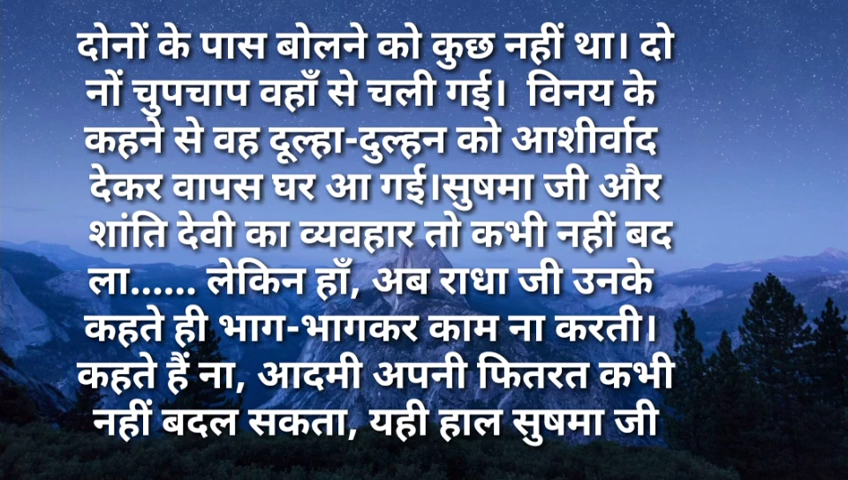 दोनों के पास बोलने को कुछ नहीं था। दो
नों चुपचाप वहाँ से चली गई।  विनय के
कहने से वह दूल्हा-दुल्हन को आशीर्वाद
देकर वापस घर आ गई।सुषमा जी और
शांति देवी का व्यवहार तो कभी नहीं बद
ला...... लेकिन हाँ, अब राधा जी उनके
कहते ही भाग-भागकर काम ना करती।
कहते हैं ना, आदमी अपनी फितरत कभी
नहीं बदल सकता, यही हाल सुषमा जी